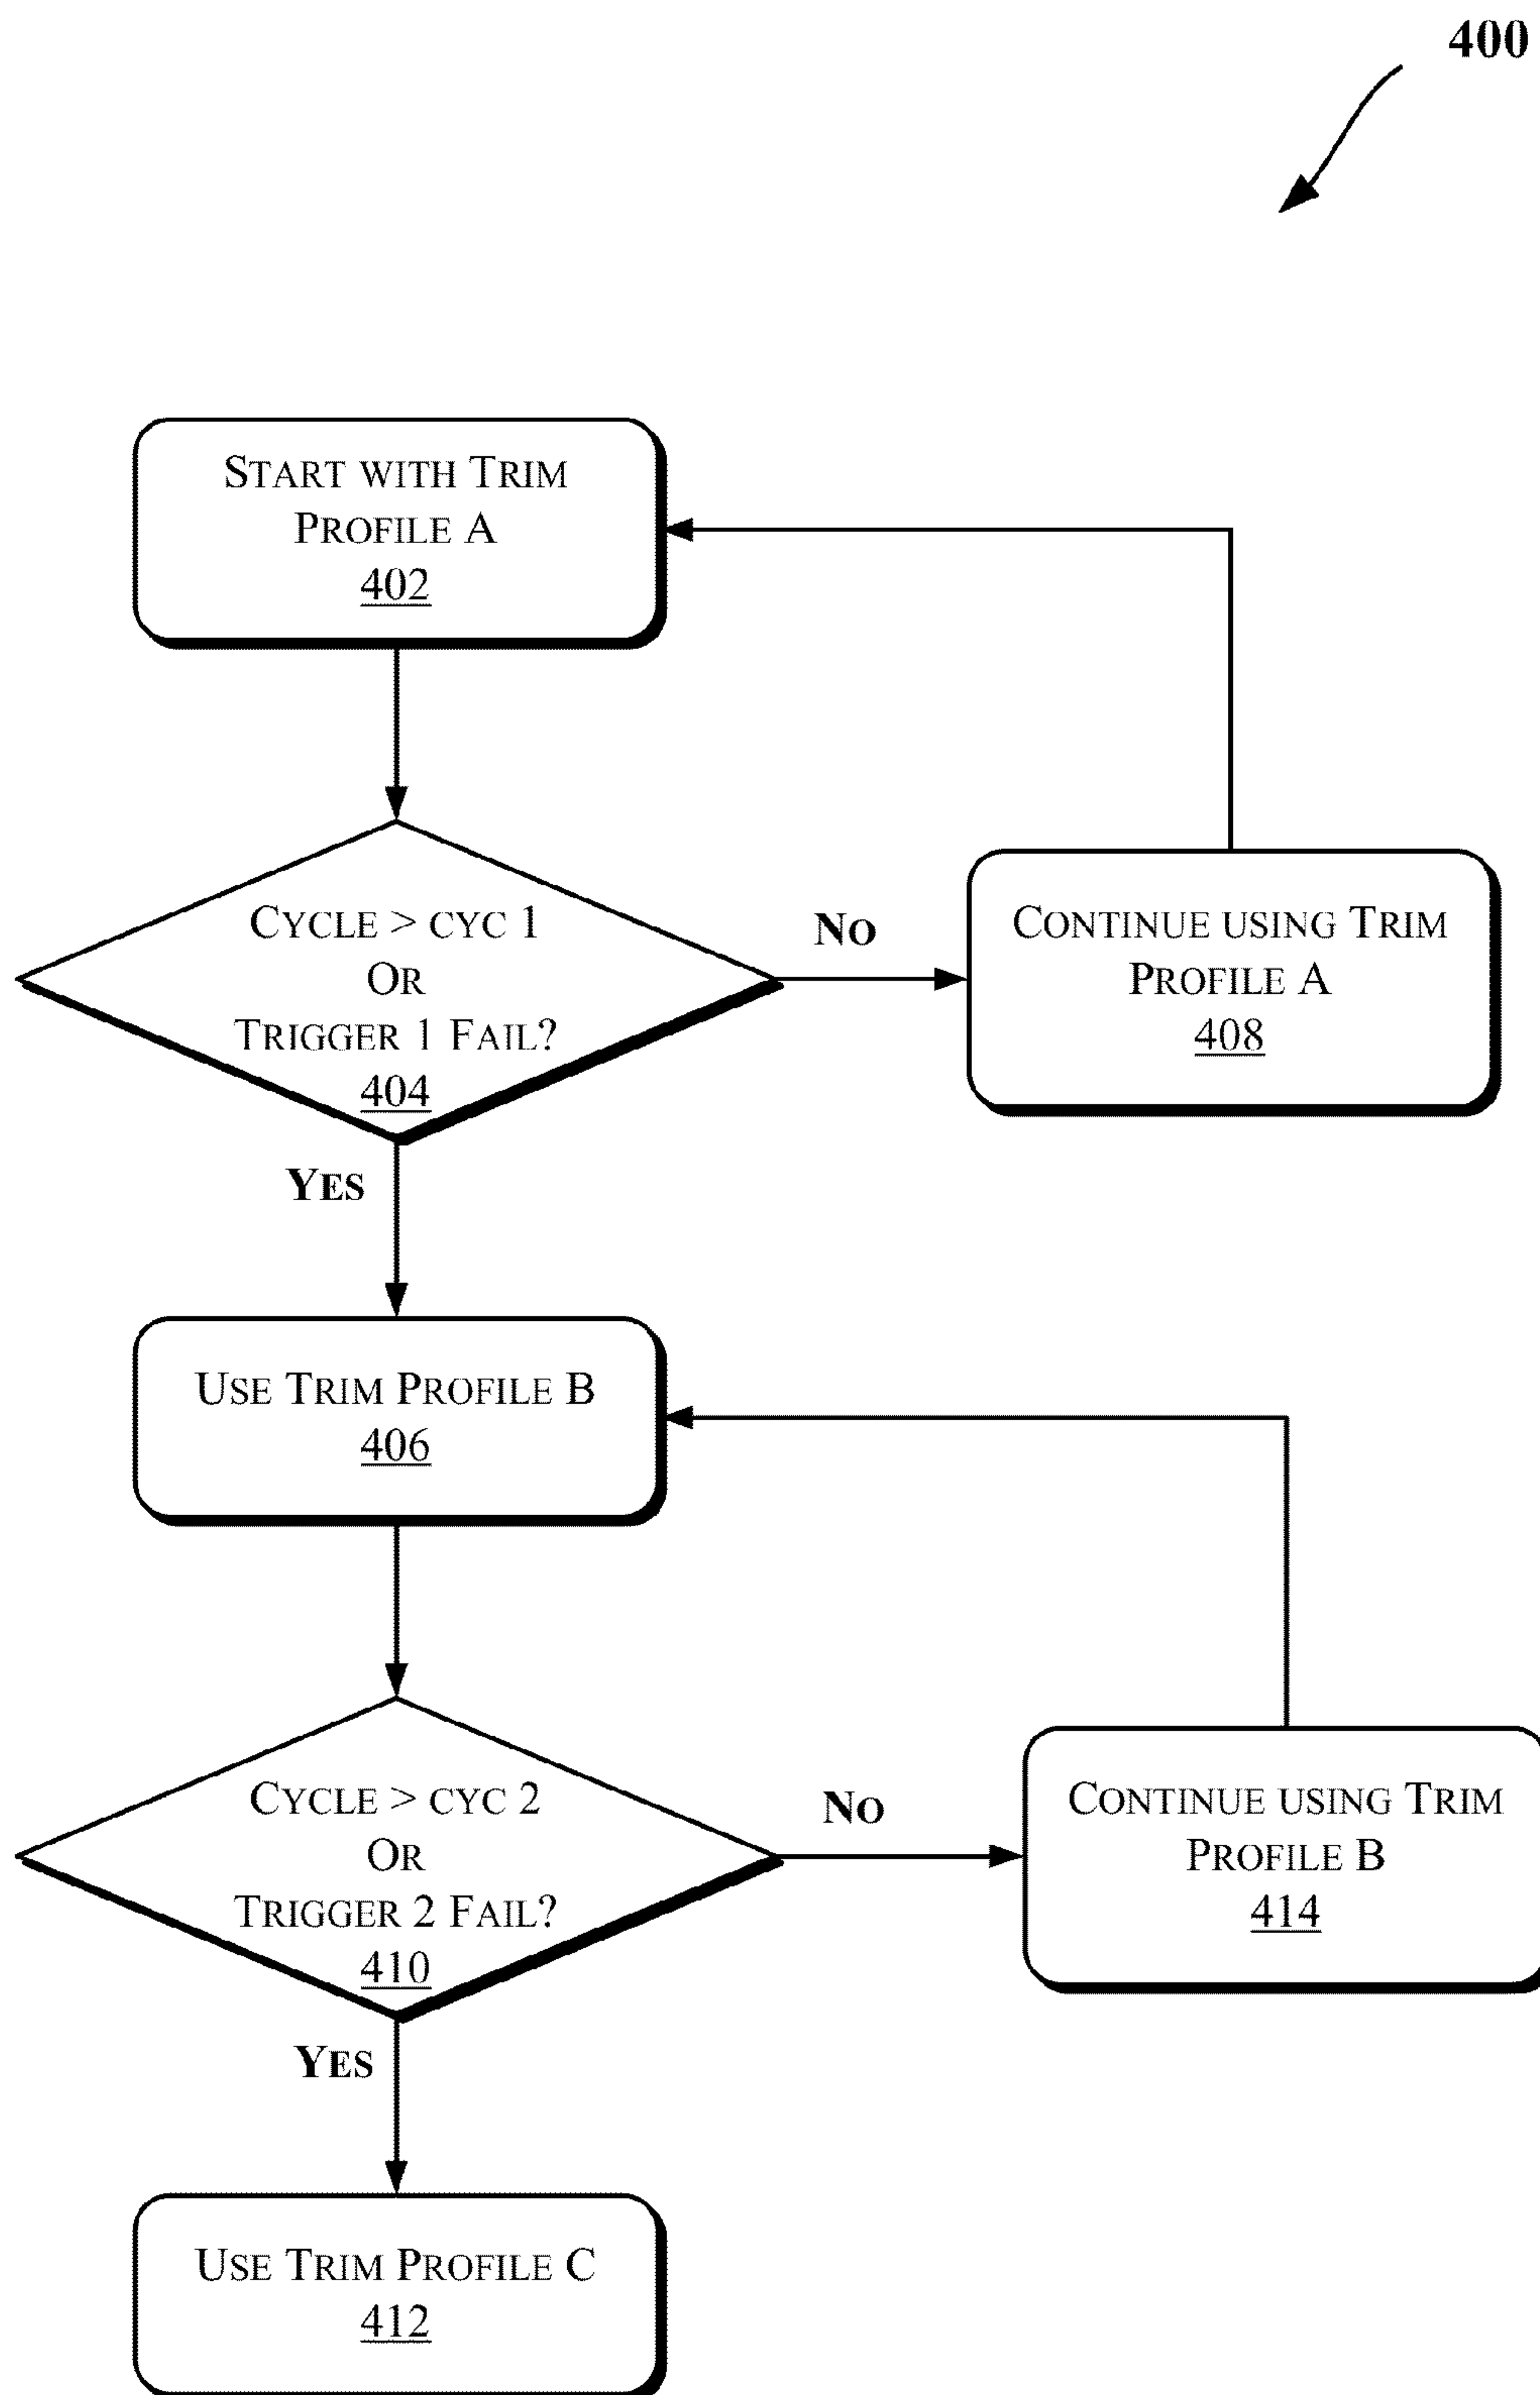 400
START WITH TRIM
PROFILE A
402
CYCLE > CYC 1
OR
TRIGGER 1 FAIL?
404
NO
CONTINUE USING TRIM
PROFILE A
408
YES
USE TRIM PROFILE B
406
CYCLE > CYC 2
OR
TRIGGER 2 FAIL?
410
NO
CONTINUE USING TRIM
PROFILE B
414
YES
USE TRIM PROFILE C
412